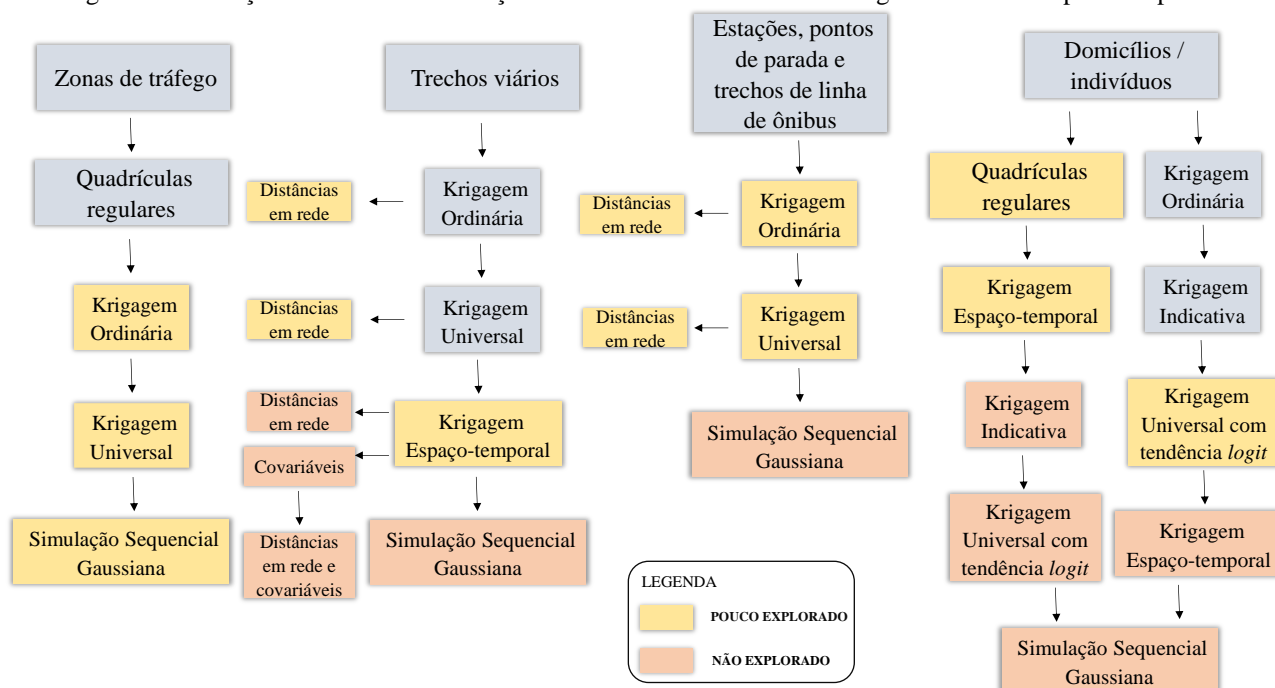 Zonas de tráfego
Quadrículas
regulares
Krigagem
Ordinária
Krigagem
Universal
Simulação Sequencial
Gaussiana
Trechos viários
Krigagem
Ordinária
Distâncias
em rede
Krigagem
Universal
Distâncias
em rede
Krigagem
Espaço-temporal
Distâncias
em rede
Covariáveis
Distâncias
em rede e
covariáveis
Simulação Sequencial
Gaussiana
Estações, pontos
de parada e
trechos de linha
de ônibus
Krigagem
Ordinária
Distâncias
em rede
Krigagem
Universal
Distâncias
em rede
Simulação Sequencial
Gaussiana
Domicílios /
indivíduos
Quadrículas
regulares
Krigagem
Espaço-temporal
Krigagem
Indicativa
Krigagem
Universal com
tendência logit
Krigagem
Ordinária
Krigagem
Indicativa
Krigagem
Universal com
tendência logit
Krigagem
Espaço-temporal
Simulação Sequencial
Gaussiana
LEGENDA
POUCO EXPLORADO
NÃO EXPLORADO